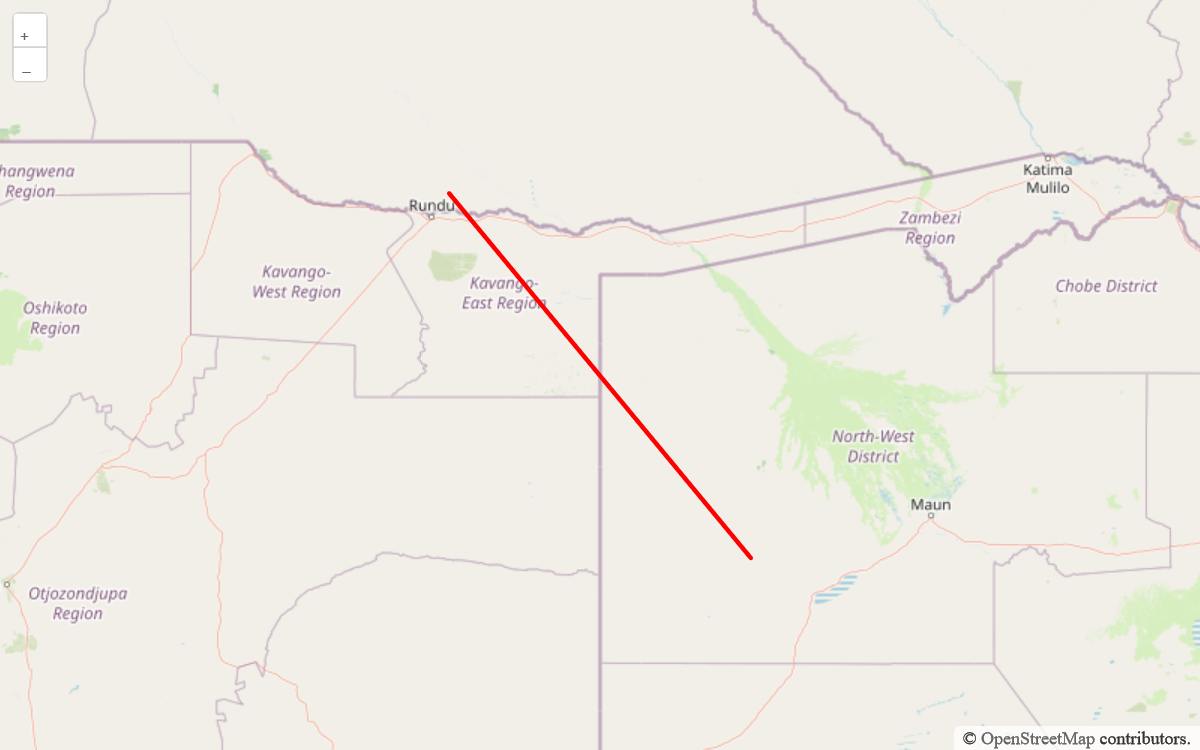 +
–
hangwena
Region
Rundu
Katima
Mulilo
Zambezi
Region
Kavango-
West Region
Kavango-
East Region
Chobe District
Oshikoto
Region
North-West
District
Maun
Otjozondjupa
Region
© OpenStreetMap contributors.